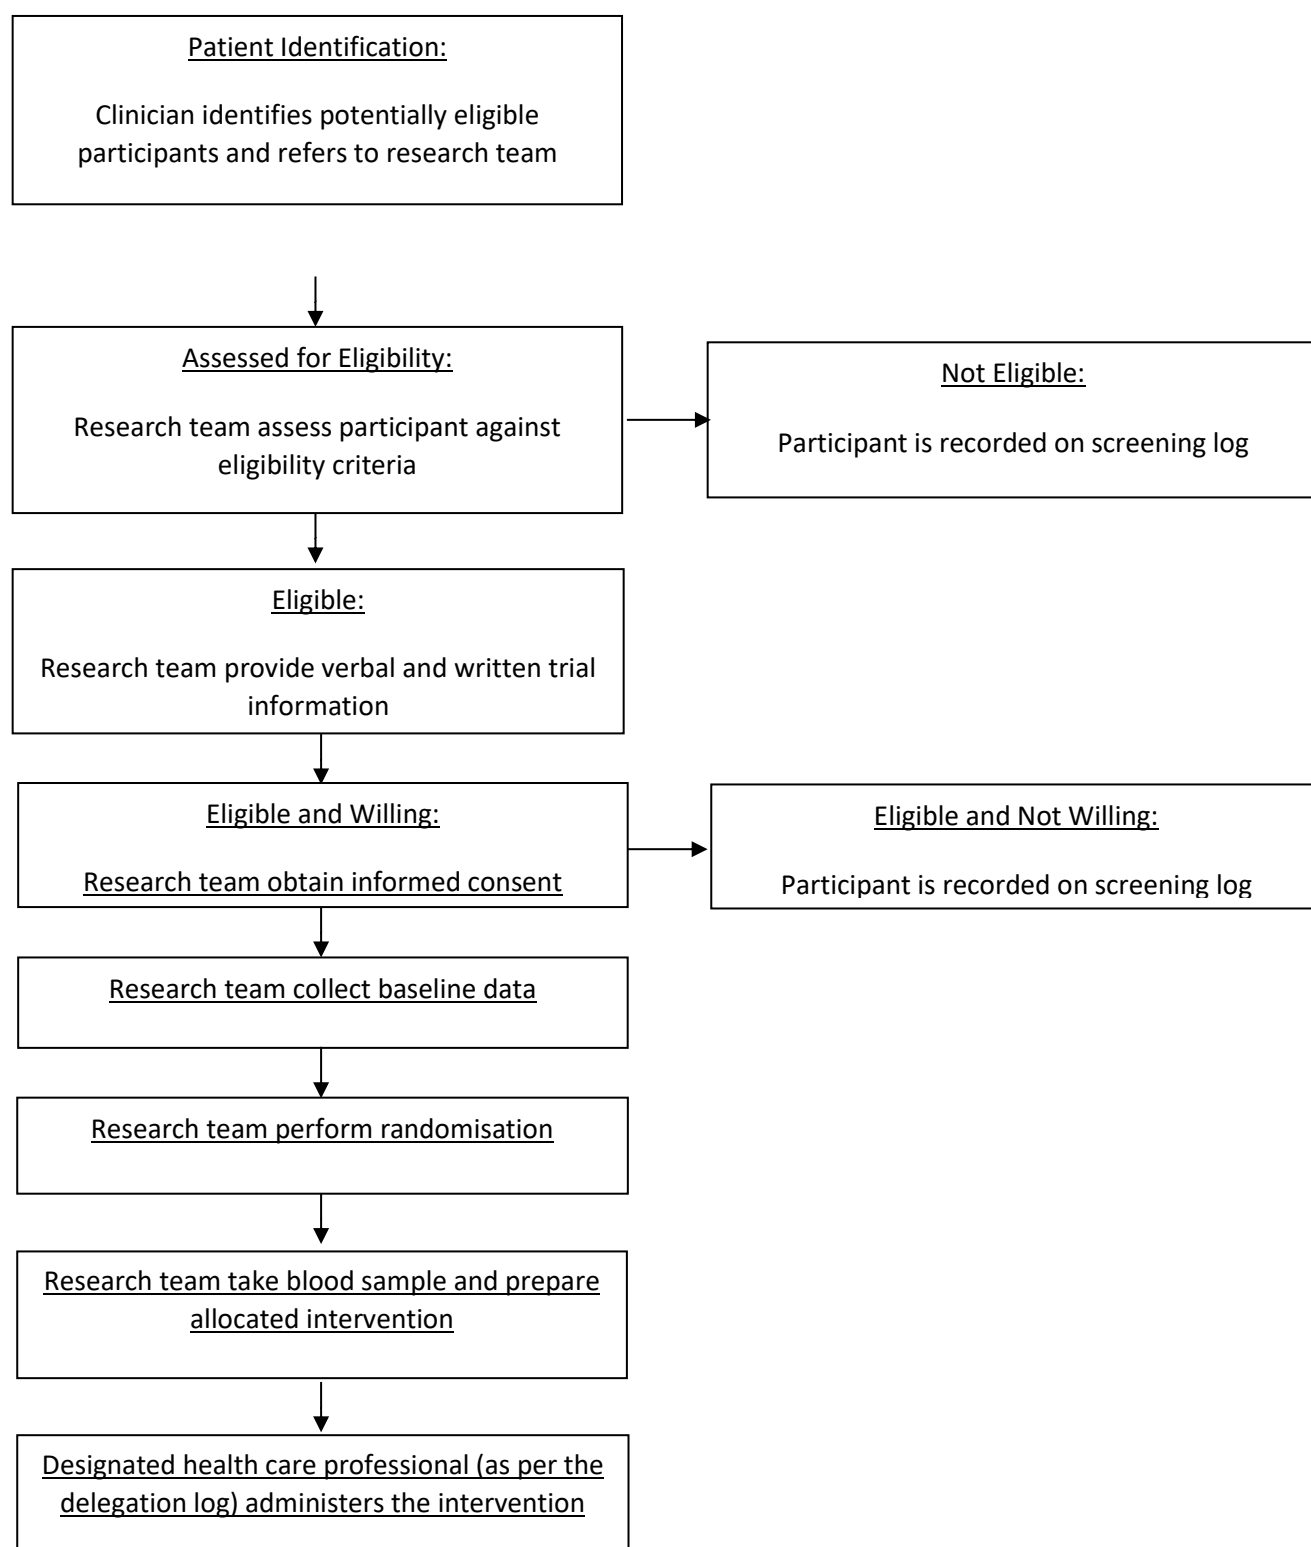 Patient Identification:
Clinician identifies potentially eligible
participants and refers to research team
Assessed for Eligibility:
Research team assess participant against
eligibility criteria
Not Eligible:
Participant is recorded on screening log
Eligible:
Research team provide verbal and written trial
information
Eligible and Willing:
Research team obtain informed consent
Eligible and Not Willing:
Participant is recorded on screening log
Research team collect baseline data
Research team perform randomisation
Research team take blood sample and prepare
allocated intervention
Designated health care professional (as per the
delegation log) administers the intervention